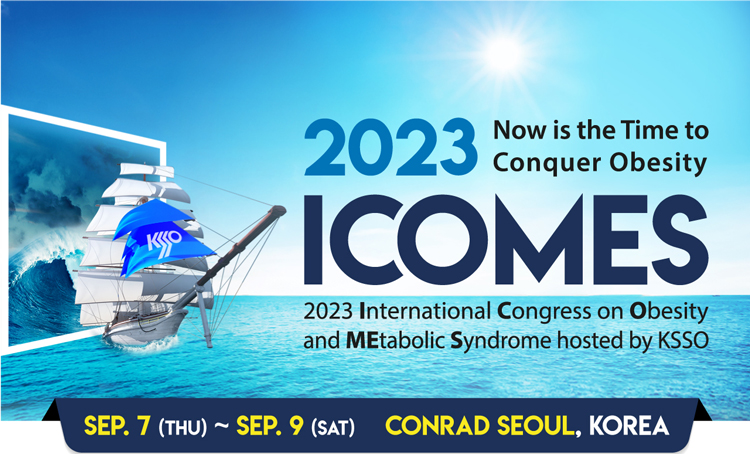 2023 Now is the Time to
Conquer Obesity
ICOMES
2023 International Congress on Obesity
and MEtabolic Syndrome hosted by KSSO
KSSO
SEP. 7 (THU) ~ SEP. 9 (SAT) CONRAD SEOUL, KOREA